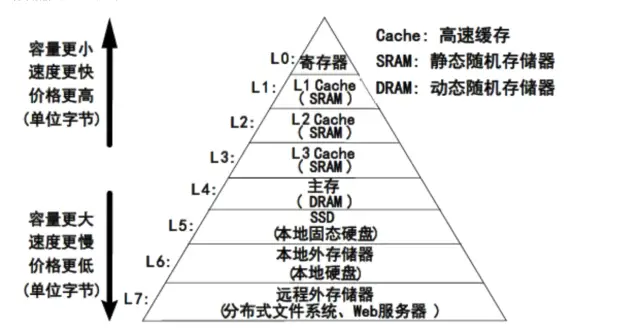 容量更小
速度更快
价格更高
(单位字节)
容量更大
速度更慢
价格更低
(单位字节)
L0: 寄存器
L1: L1 Cache
(SRAM)
L2: L2 Cache
(SRAM)
L3: L3 Cache
(SRAM)
L4: 主存
(DRAM)
L5: SSD
(本地固态硬盘)
L6: 本地外存储器
(本地硬盘)
L7: 远程外存储器
(分布式文件系统、Web服务器)
Cache: 高速缓存
SRAM: 静态随机存储器
DRAM: 动态随机存储器